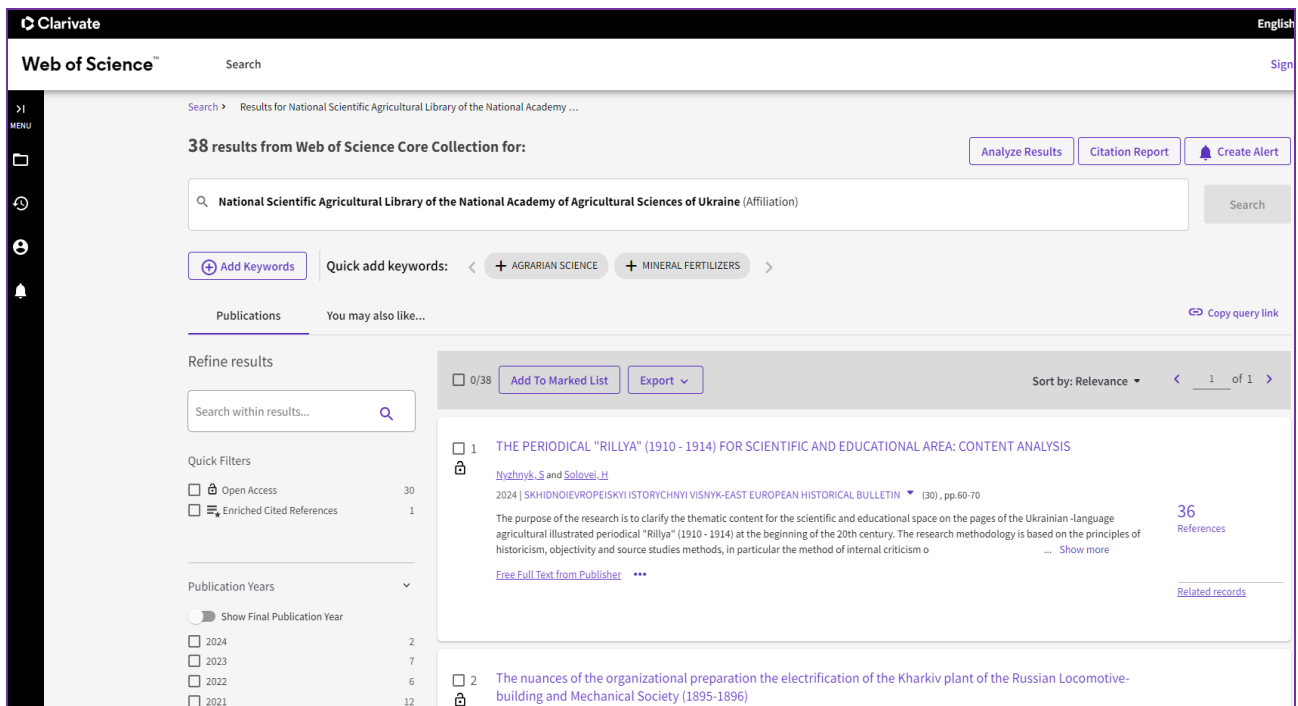 Clarivate
English
Web of Science™
Search
Sign
MENU
Search > Results for National Scientific Agricultural Library of the National Academy ...
38 results from Web of Science Core Collection for:
Analyze Results
Citation Report
Create Alert
National Scientific Agricultural Library of the National Academy of Agricultural Sciences of Ukraine (Affiliation)
Search
Add Keywords
Quick add keywords:
+ AGRARIAN SCIENCE
+ MINERAL FERTILIZERS
Publications
You may also like...
Copy query link
Refine results
Search within results...
Quick Filters
Open Access 30
Enriched Cited References 1
Publication Years
Show Final Publication Year
2024 2
2023 7
2022 6
2021 12
0/38
Add To Marked List
Export
Sort by: Relevance
< 1 of 1 >
1
THE PERIODICAL "RILLYA" (1910 - 1914) FOR SCIENTIFIC AND EDUCATIONAL AREA: CONTENT ANALYSIS
Nyzhnyk, S and Solovei, H
2024 | SKHIDNOIEVROPEISKYI ISTORYCHNYI VISNYK-EAST EUROPEAN HISTORICAL BULLETIN (30) , pp.60-70
The purpose of the research is to clarify the thematic content for the scientific and educational space on the pages of the Ukrainian -language
agricultural illustrated periodical "Rillya" (1910 - 1914) at the beginning of the 20th century. The research methodology is based on the principles of
historicism, objectivity and source studies methods, in particular the method of internal criticism o ... Show more
Free Full Text from Publisher
36
References
Related records
2
The nuances of the organizational preparation the electrification of the Kharkiv plant of the Russian Locomotive-
building and Mechanical Society (1895-1896)